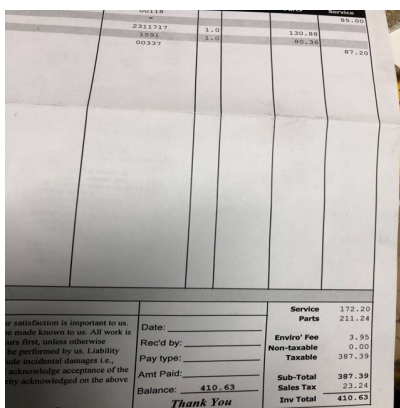 00118 Parts Service
" 85.00
2311717 1.0 130.88
1591 1.0 80.36
00337 87.20
Service 172.20
Parts 211.24
Enviro' Fee 3.95
Non-taxable 0.00
Taxable 387.39
Sub-Total 387.39
Sales Tax 23.24
Inv Total 410.63
Date:
Rec'd by:
Pay type:
Amt Paid:
Balance: 410.63
Thank You
r satisfaction is important to us.
be made known to us. All work is
ours first, unless otherwise
be performed by us. Liability
ude incidental damages i.e.,
acknowledge acceptance of the
eby acknowledged on the above